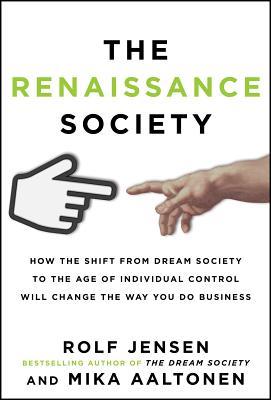 THE
RENAISSANCE
SOCIETY
HOW THE SHIFT FROM DREAM SOCIETY
TO THE AGE OF INDIVIDUAL CONTROL
WILL CHANGE THE WAY YOU DO BUSINESS
ROLF JENSEN
BESTSELLING AUTHOR OF THE DREAM SOCIETY
AND MIKA AALTONEN